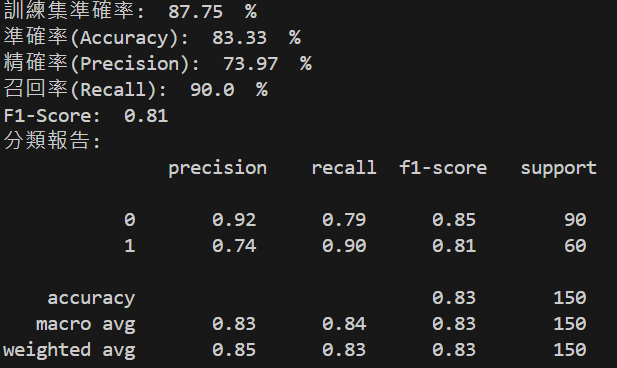 訓練集準確率:  87.75  %
準確率(Accuracy):  83.33  %
精確率(Precision):  73.97  %
召回率(Recall):  90.0  %
F1-Score:  0.81
分類報告:
precision    recall  f1-score   support
0       0.92      0.79      0.85        90
1       0.74      0.90      0.81        60
accuracy                           0.83       150
macro avg       0.83      0.84      0.83       150
weighted avg       0.85      0.83      0.83       150